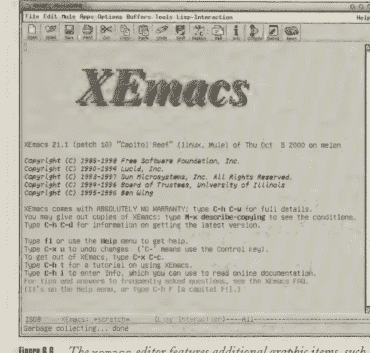 File Edit Mule Apps Options Buffers Tools Lisp-Interaction Help
XEmacs
XEmacs 21.1 (patch 10) "Capitol Reef" (linux, Mule) of Thu Oct 5 2000 on
Copyright (C) 1985-1998 Free Software Foundation, Inc.
Copyright (C) 1990-1994 Lucid, Inc.
Copyright (C) 1993-1997 Sun Microsystems, Inc. All Rights Reserved.
Copyright (C) 1994-1996 Board of Trustees, University of Illinois
Copyright (C) 1995-1996 Ben Wing
XEmacs comes with ABSOLUTELY NO WARRANTY; type C-h C-w for full details.
You may give out copies of XEmacs; type M-x describe-copying to see the conditions.
Type C-h C-d for information on getting the latest version.
Type f1 or use the Help menu to get help.
Type C-x u to undo changes. ('C-' means use the Control key).
To get out of XEmacs, type C-x C-c.
Type C-h t for a tutorial on using XEmacs.
Type C-h i to enter Info, which you can use to read online documentation.
For tips and answers to frequently asked questions, see the XEmacs FAQ.
(It's on the Help menu, or type C-h F [a capital F!].)
ISO8 XEmacs: *scratch* (Lisp Interaction)----All
Garbage collecting... done
Figure 6.6 The xemacs editor features additional graphic items, such